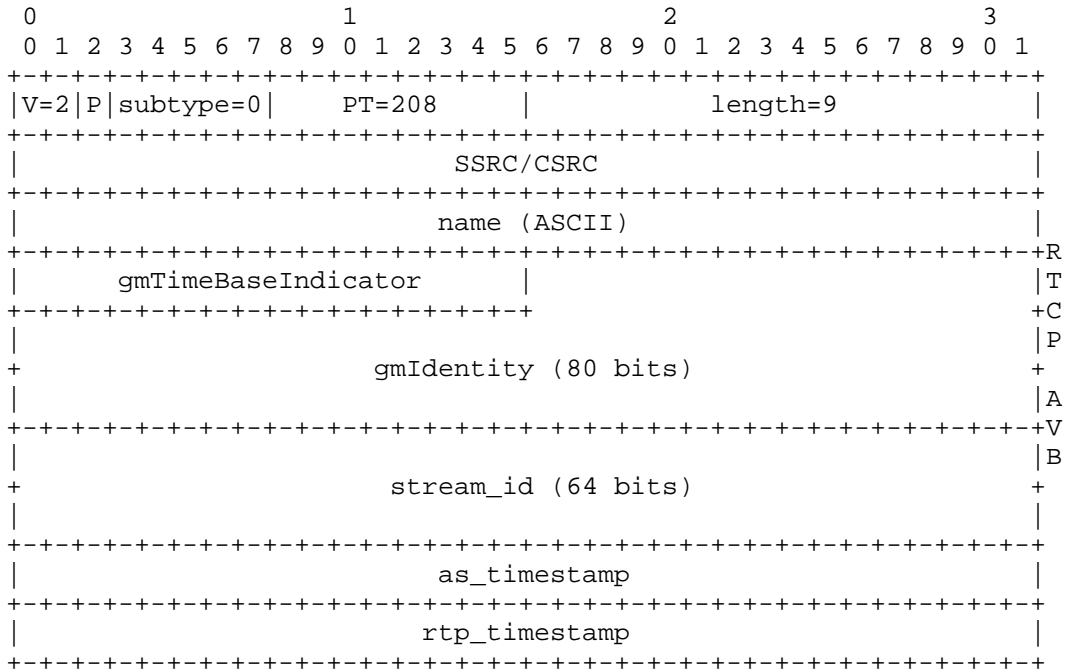 0                   1                   2                   3
 0 1 2 3 4 5 6 7 8 9 0 1 2 3 4 5 6 7 8 9 0 1 2 3 4 5 6 7 8 9 0 1
+-+-+-+-+-+-+-+-+-+-+-+-+-+-+-+-+-+-+-+-+-+-+-+-+-+-+-+-+-+-+-+-+
|V=2|P|subtype=0|    PT=208     |           length=9            |
+-+-+-+-+-+-+-+-+-+-+-+-+-+-+-+-+-+-+-+-+-+-+-+-+-+-+-+-+-+-+-+-+
|                           SSRC/CSRC                           |
+-+-+-+-+-+-+-+-+-+-+-+-+-+-+-+-+-+-+-+-+-+-+-+-+-+-+-+-+-+-+-+-+
|                          name (ASCII)                         |
+-+-+-+-+-+-+-+-+-+-+-+-+-+-+-+-+-+-+-+-+-+-+-+-+-+-+-+-+-+-+-+-+R
|      gmTimeBaseIndicator      |                               |T
+-+-+-+-+-+-+-+-+-+-+-+-+-+-+-+-+                               +C
|                                                               |P
+                      gmIdentity (80 bits)                     +
|                                                               |A
+-+-+-+-+-+-+-+-+-+-+-+-+-+-+-+-+-+-+-+-+-+-+-+-+-+-+-+-+-+-+-+-+V
|                                                               |B
+                       stream_id (64 bits)                     +
|                                                               |
+-+-+-+-+-+-+-+-+-+-+-+-+-+-+-+-+-+-+-+-+-+-+-+-+-+-+-+-+-+-+-+-+
|                          as_timestamp                         |
+-+-+-+-+-+-+-+-+-+-+-+-+-+-+-+-+-+-+-+-+-+-+-+-+-+-+-+-+-+-+-+-+
|                         rtp_timestamp                         |
+-+-+-+-+-+-+-+-+-+-+-+-+-+-+-+-+-+-+-+-+-+-+-+-+-+-+-+-+-+-+-+-+